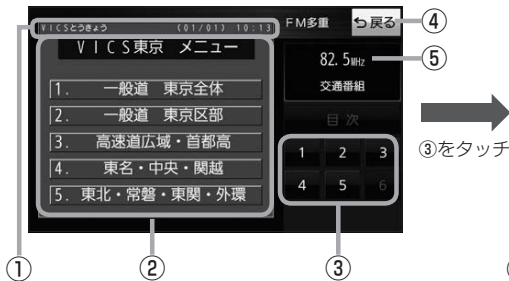 VICSとうきょう (01/01) 10:13
FM多重
戻る
④
VICS東京 メニュー
82.5MHz
⑤
交通番組
1. 一般道 東京全体
目次
2. 一般道 東京区部
3. 高速道広域・首都高
1 2 3
③をタッチ
4. 東名・中央・関越
4 5 6
5. 東北・常磐・東関・外環
① ② ③